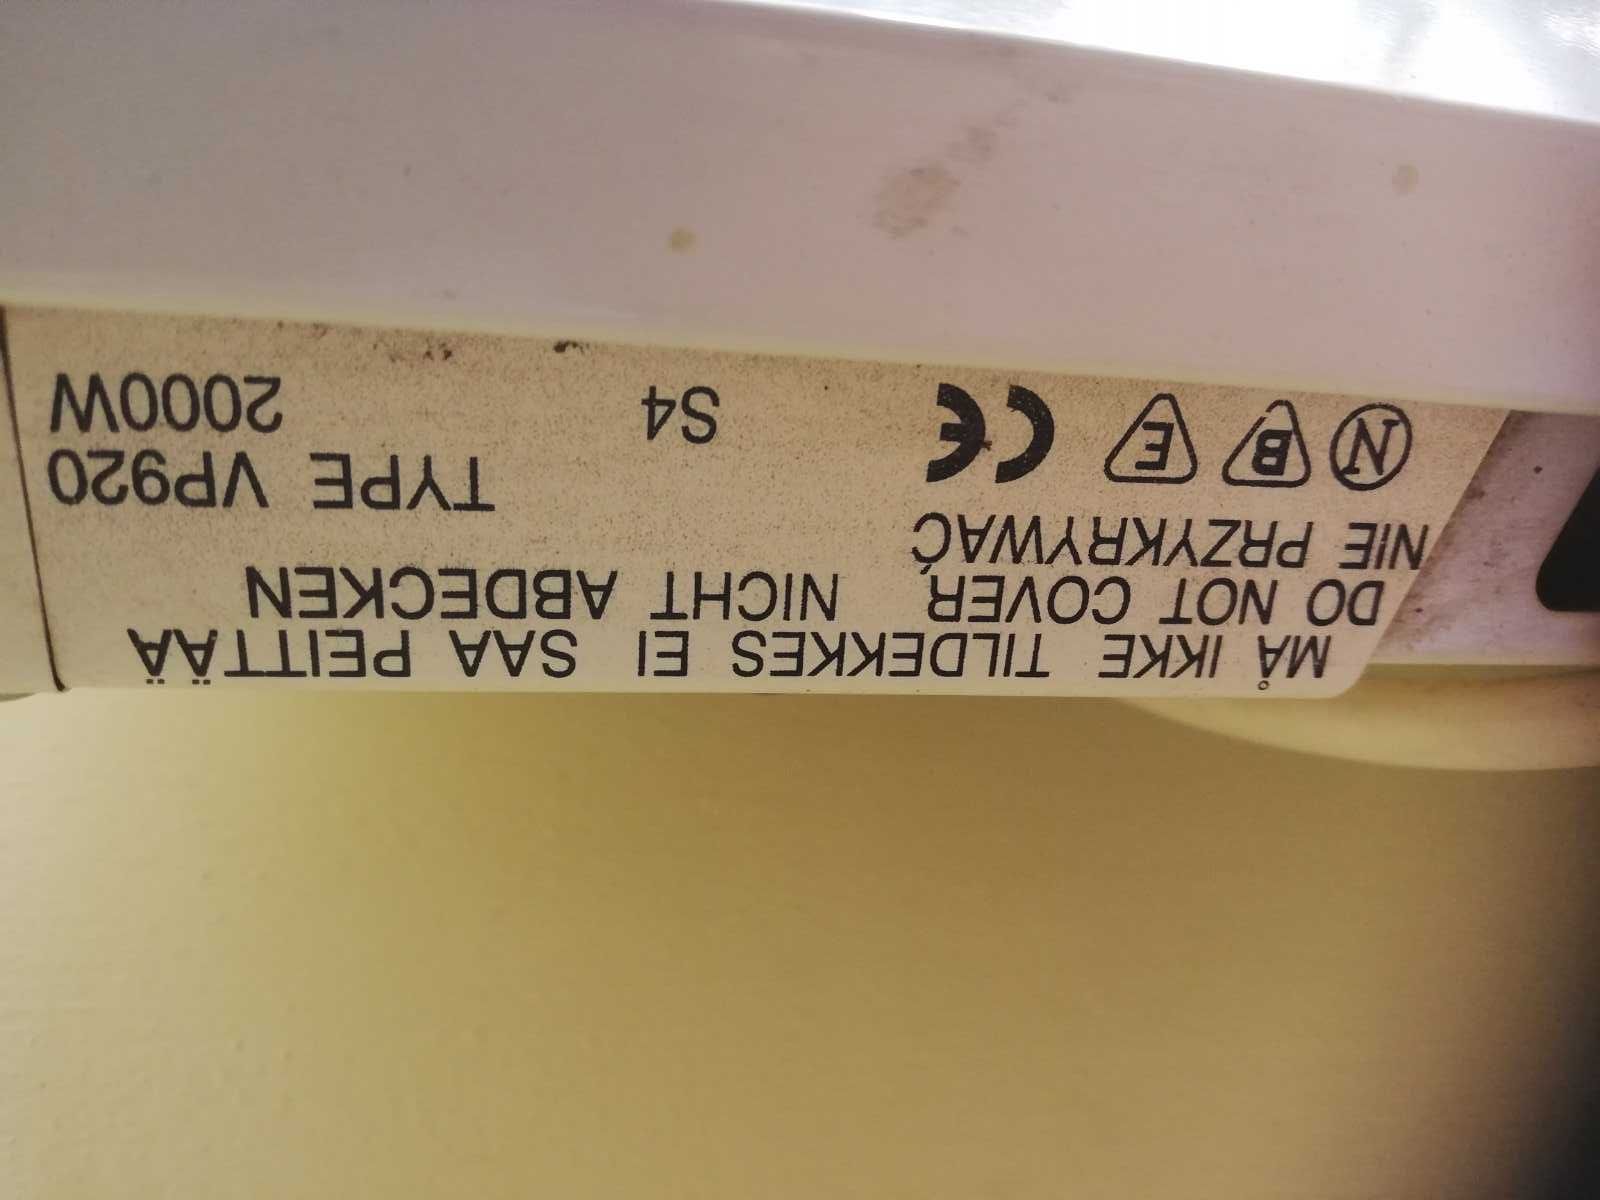 MÅ IKKE TILDEKKES EI SAA PEITTÄÄ
DO NOT COVER NICHT ABDECKEN
NIE PRZYKRYWAĆ
TYPE VP920
N B E CE S4 2000W